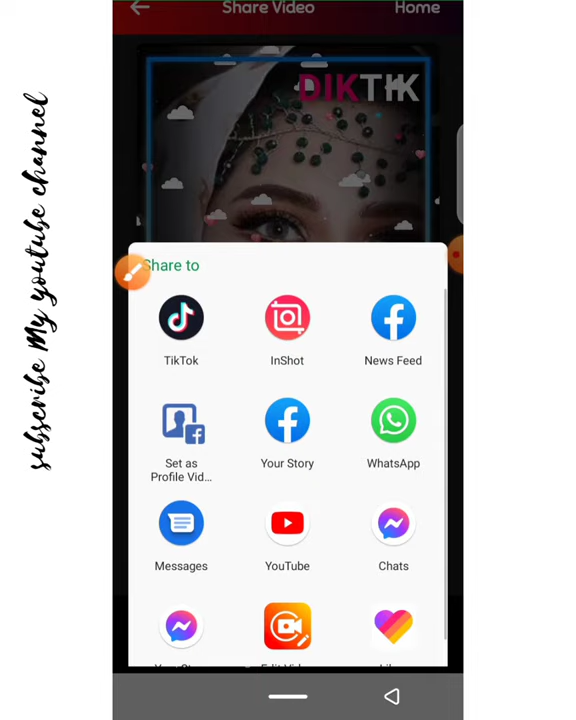 Share Video Home
DIKTIK
subscribe My youtube channel
Share to
TikTok InShot News Feed
Set as
Profile Vid... Your Story WhatsApp
Messages YouTube Chats